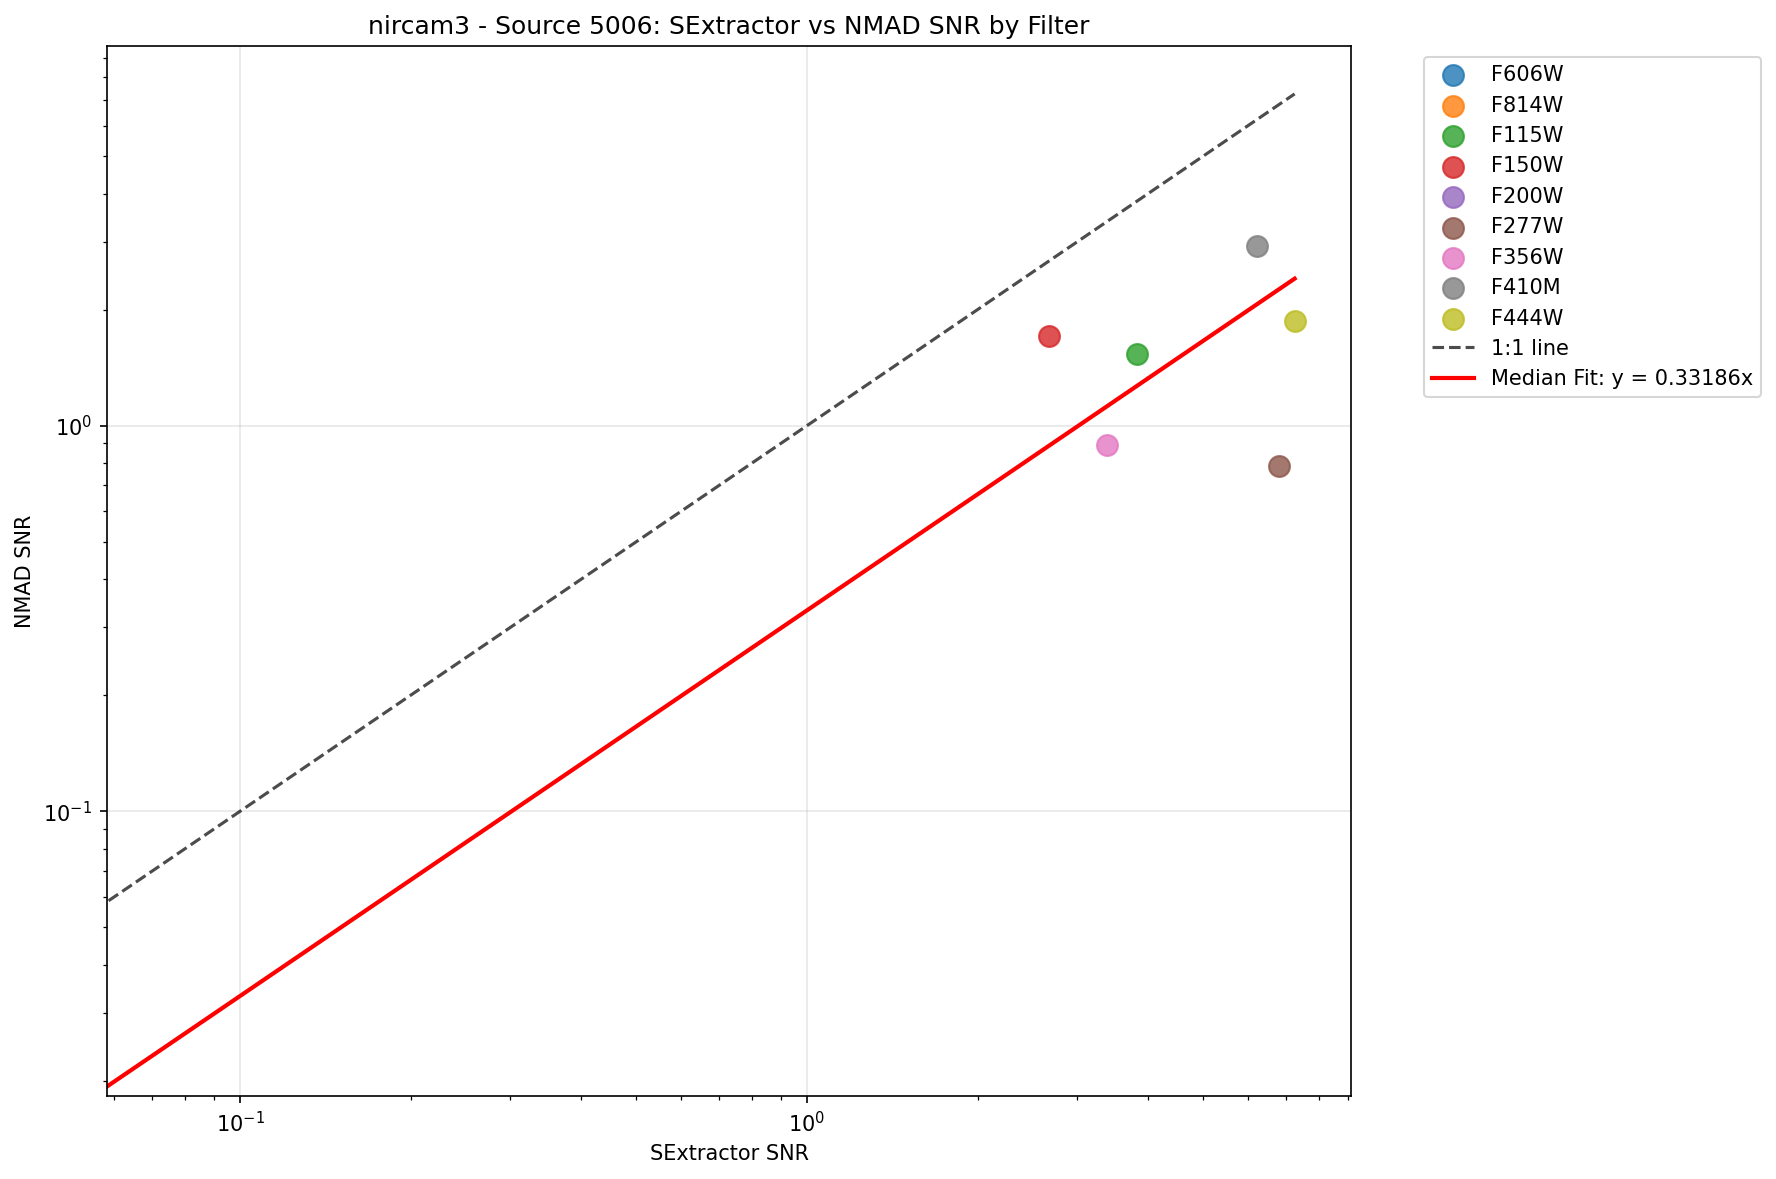 nircam3 - Source 5006: SExtractor vs NMAD SNR by Filter
F606W
F814W
F115W
F150W
F200W
F277W
F356W
F410M
F444W
1:1 line
Median Fit: y = 0.33186x
NMAD SNR
10⁰
10⁻¹
10⁻¹
10⁰
SExtractor SNR